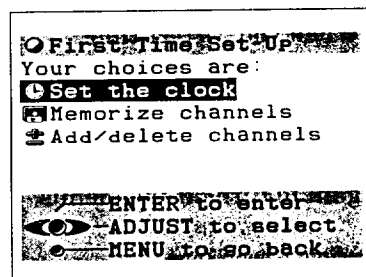 First Time Set Up
Your choices are:
Set the clock
Memorize channels
Add/delete channels
ENTER to enter
ADJUST to select
MENU to go back